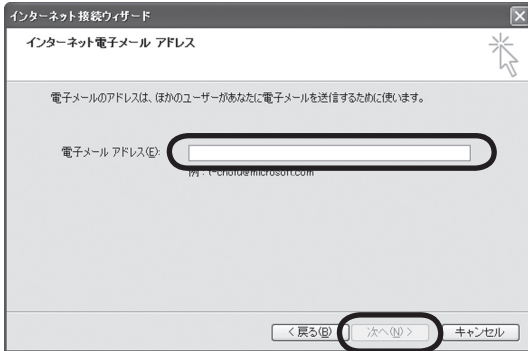 インターネット接続ウィザード
インターネット電子メール アドレス
電子メールのアドレスは、ほかのユーザーがあなたに電子メールを送信するために使います。
電子メール アドレス(E):
例 : t-chofu@microsoft.com
< 戻る(B)
次へ(N) >
キャンセル